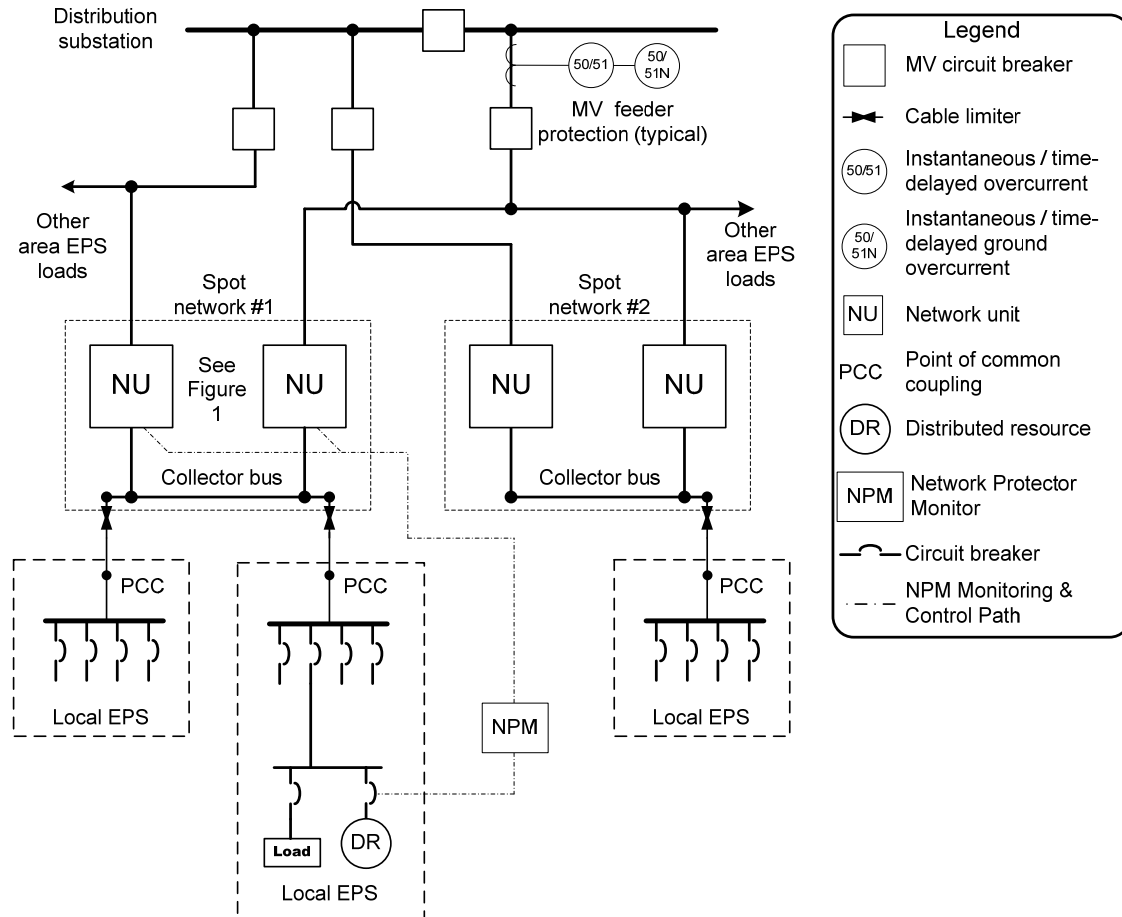 Distribution
substation
50/51
50/
51N
MV feeder
protection (typical)
Other
area EPS
loads
Other
area EPS
loads
Spot
network #1
Spot
network #2
NU
See
Figure
1
NU
NU
NU
Collector bus
Collector bus
PCC
PCC
PCC
Local EPS
NPM
Local EPS
Load
DR
Local EPS
Legend
MV circuit breaker
Cable limiter
50/51
Instantaneous / time-
delayed overcurrent
50/
51N
Instantaneous / time-
delayed ground
overcurrent
NU
Network unit
PCC
Point of common
coupling
DR
Distributed resource
NPM
Network Protector
Monitor
Circuit breaker
NPM Monitoring &
Control Path